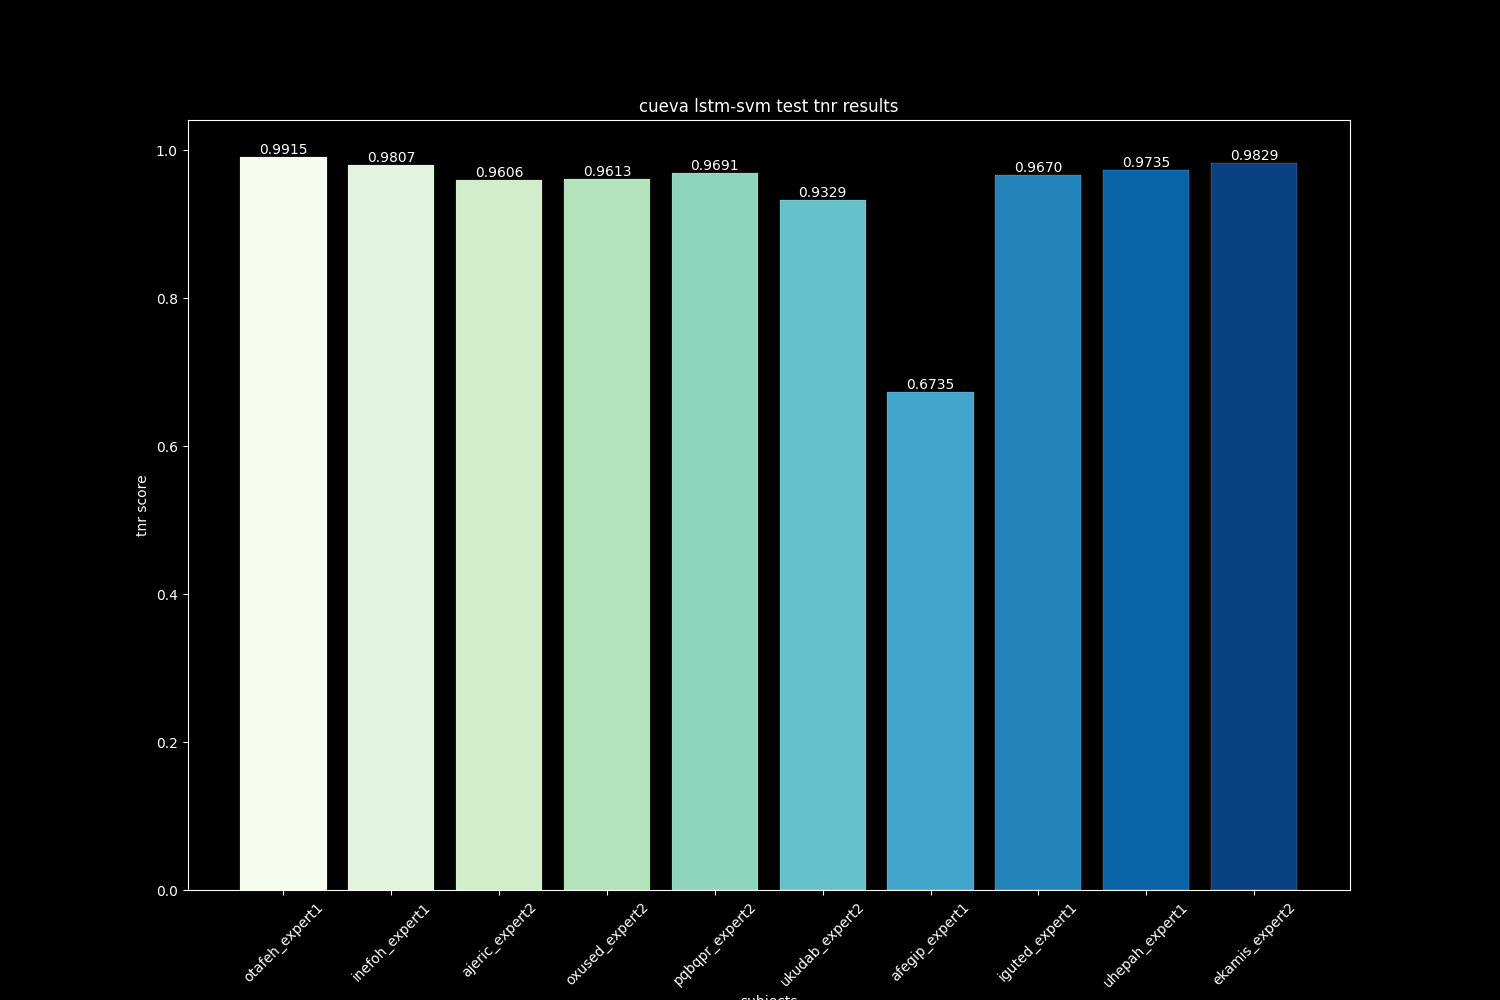 cueva lstm-svm test tnr results
1.0
0.8
0.6
0.4
0.2
0.0
tnr score
0.9915
0.9807
0.9606
0.9613
0.9691
0.9329
0.6735
0.9670
0.9735
0.9829
otafeh_expert1
inefoh_expert1
ajeric_expert2
oxused_expert2
pqbqpr_expert2
ukudab_expert2
afegip_expert1
iguted_expert1
uhepah_expert1
ekamis_expert2
subjects